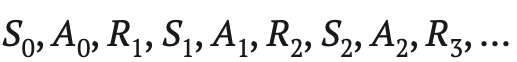 S₀, A₀, R₁, S₁, A₁, R₂, S₂, A₂, R₃, …